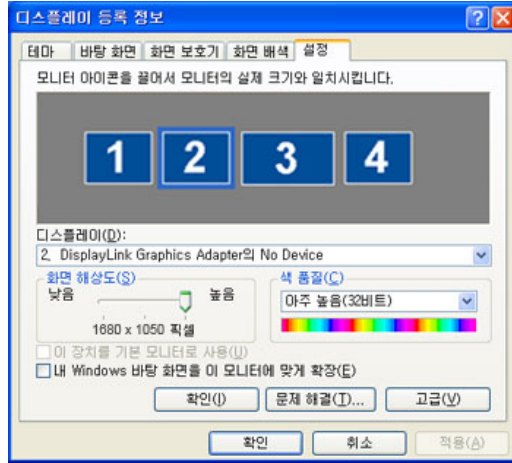 디스플레이 등록 정보
테마 바탕 화면 화면 보호기 화면 배색 설정
모니터 아이콘을 끌어서 모니터의 실제 크기와 일치시킵니다.
1 2 3 4
디스플레이(D):
2. DisplayLink Graphics Adapter의 No Device
화면 해상도(S) 색 품질(C)
낮음 높음 아주 높음(32비트)
1680 x 1050 픽셀
이 장치를 기본 모니터로 사용(U)
내 Windows 바탕 화면을 이 모니터에 맞게 확장(E)
확인(I) 문제 해결(T)... 고급(V)
확인 취소 적용(A)